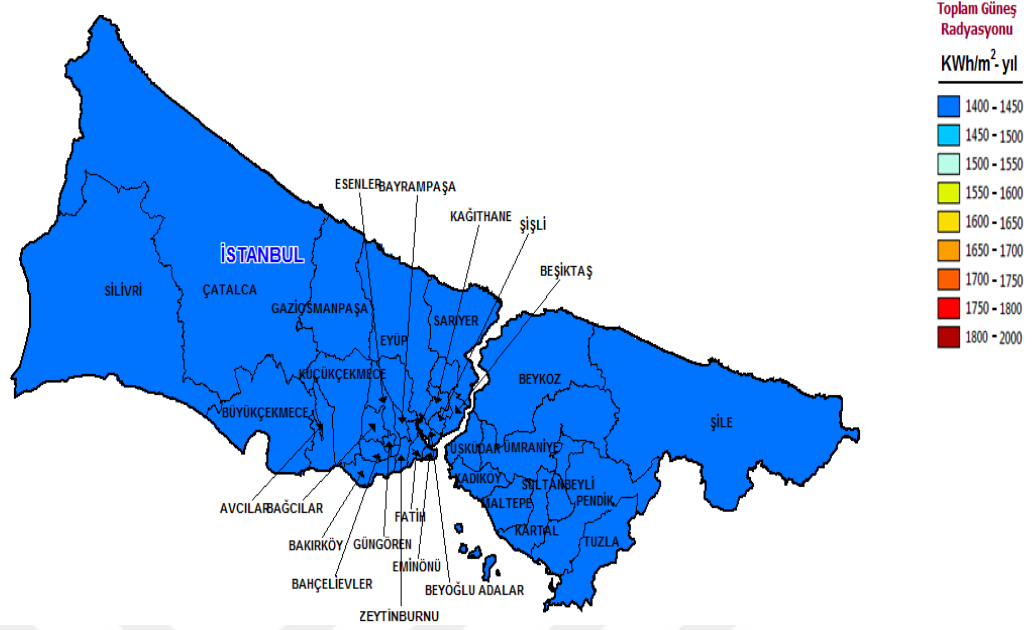 Toplam Güneş
Radyasyonu
KWh/m²- yıl
1400 - 1450
1450 - 1500
1500 - 1550
1550 - 1600
1600 - 1650
1650 - 1700
1700 - 1750
1750 - 1800
1800 - 2000
ESENLER
BAYRAMPAŞA
KAĞITHANE
ŞİŞLİ
BEŞİKTAŞ
İSTANBUL
SİLİVRİ
ÇATALCA
GAZİOSMANPAŞA
SARIYER
EYÜP
KÜÇÜKÇEKMECE
BEYKOZ
BÜYÜKÇEKMECE
ŞİLE
ÜSKÜDAR
ÜMRANİYE
KADIKÖY
SULTANBEYLİ
MALTEPE
PENDİK
KARTAL
TUZLA
AVCILAR
BAĞCILAR
FATİH
BAKIRKÖY
GÜNGÖREN
EMİNÖNÜ
BAHÇELİEVLER
BEYOĞLU
ADALAR
ZEYTİNBURNU